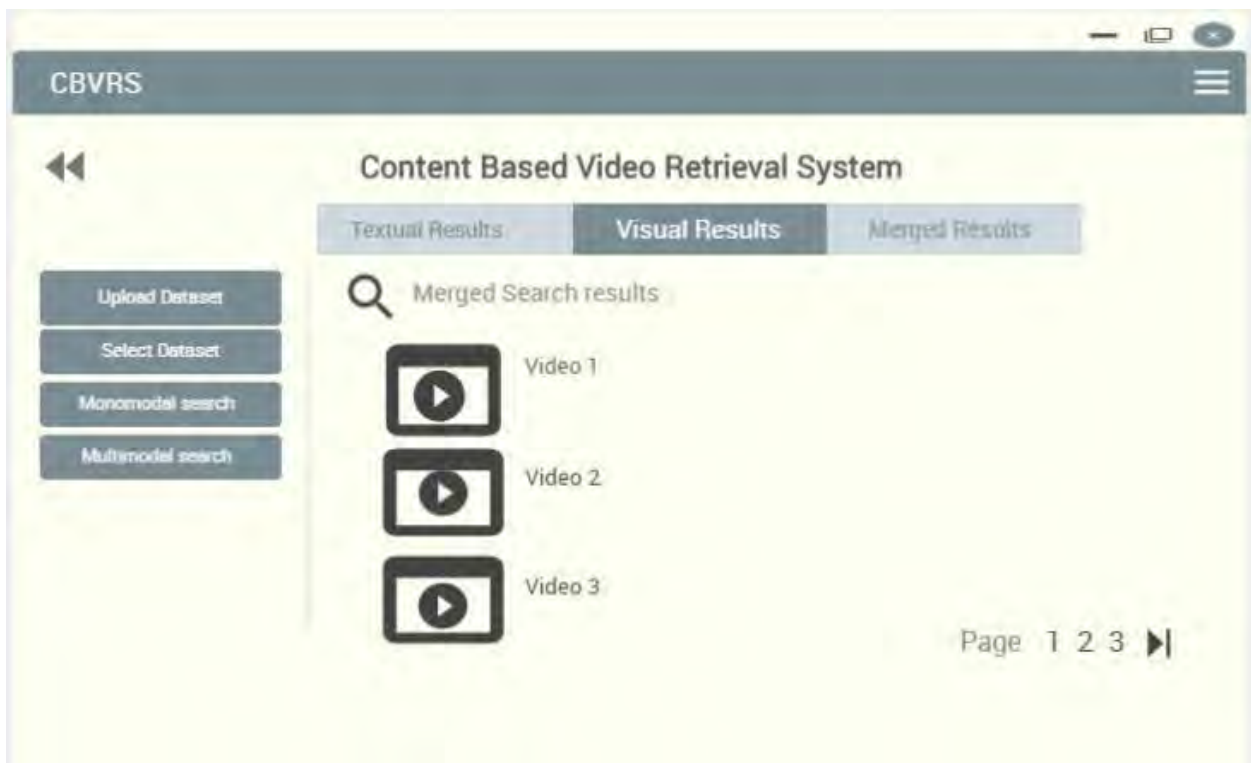 CBVRS
Content Based Video Retrieval System
Textual Results Visual Results Merged Results
Upload Dataset
Select Dataset
Monomodal search
Multimodal search
Merged Search results
Video 1
Video 2
Video 3
Page 1 2 3